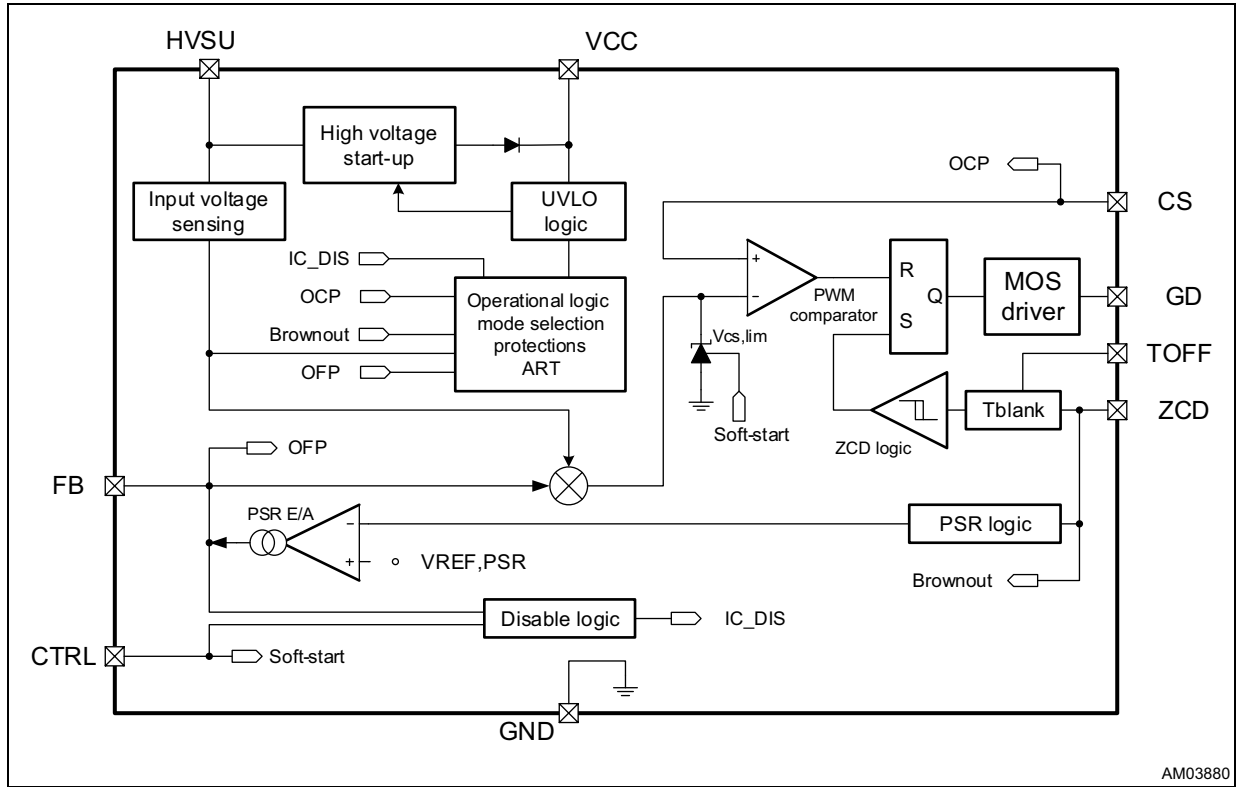 HVSU
VCC
High voltage
start-up
OCP
CS
Input voltage
sensing
UVLO
logic
IC_DIS
OCP
Brownout
OFP
Operational logic
mode selection
protections
ART
+
−
PWM
comparator
R
S
Q
MOS
driver
GD
Vcs,lim
TOFF
Soft-start
ZCD logic
Tblank
ZCD
OFP
FB
PSR E/A
−
+
VREF,PSR
PSR logic
Brownout
Disable logic
IC_DIS
CTRL
Soft-start
GND
AM03880